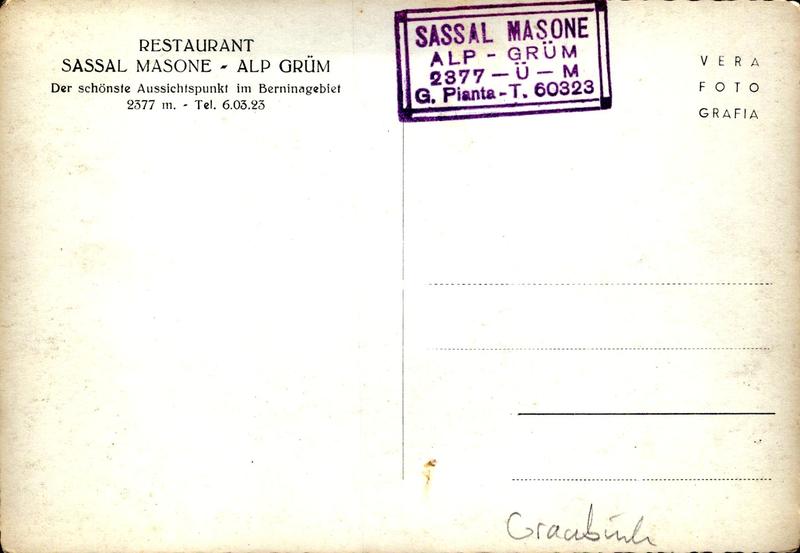 RESTAURANT
SASSAL MASONE - ALP GRÜM
Der schönste Aussichtspunkt im Berninagebiet
2377 m. - Tel. 6.03.23
SASSAL MASONE
ALP - GRÜM
2377 - Ü - M
G. Pianta - T. 60323
VERA
FOTO
GRAFIA